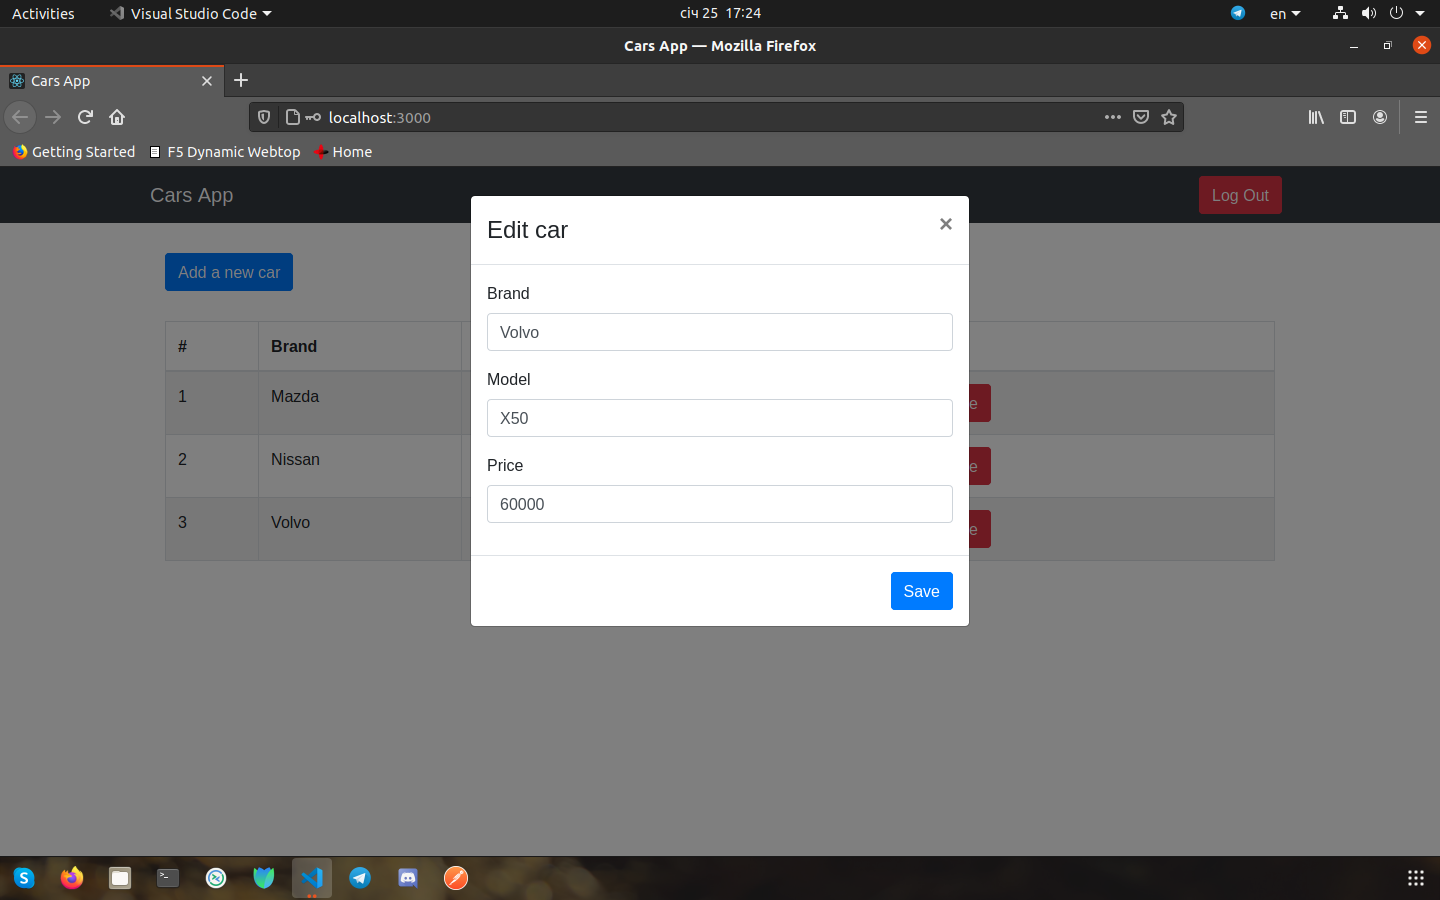 Activities
Visual Studio Code
січ 25 17:24
en
Cars App — Mozilla Firefox
Cars App
localhost:3000
Getting Started
F5 Dynamic Webtop
Home
Cars App
Log Out
Add a new car
Edit car
×
Brand
Volvo
Model
X50
Price
60000
Save
# Brand
1 Mazda e
2 Nissan e
3 Volvo e